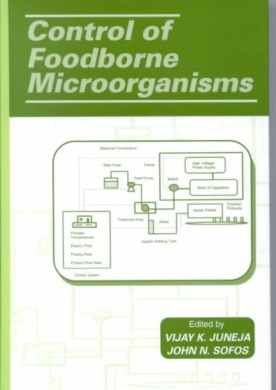 Control of
Foodborne
Microorganisms
Electrical Connections
Raw Food
Feed Pump
Power
Switch
High Voltage
Power Supply
Bank of Capacitors
Treatment Area
Valve
Aseptic Holding Tank
Aseptic Packer
Finished
Products
Process
Temperatures
Electric Field
Pulsing Rate
Product Flow Rate
Control System
Edited by
VIJAY K. JUNEJA
JOHN N. SOFOS